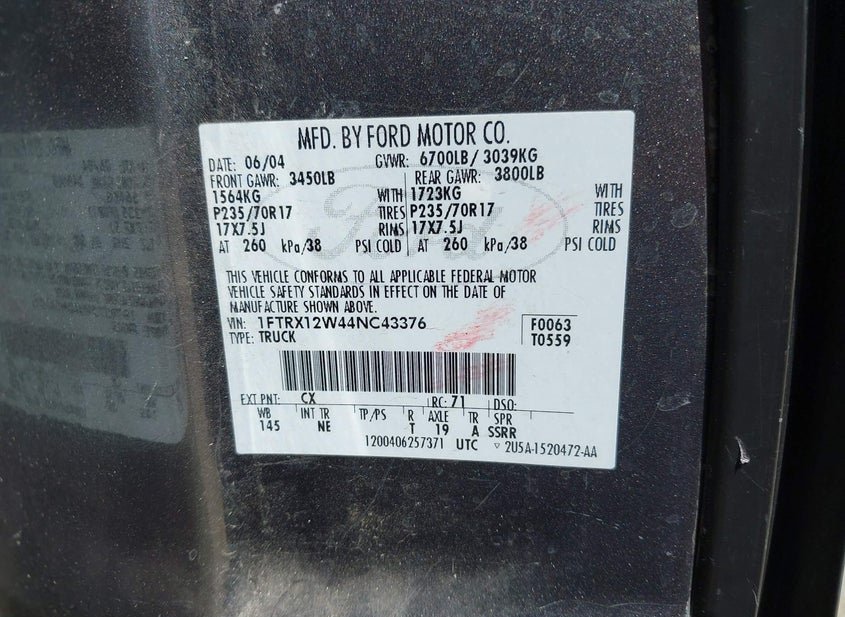 MFD. BY FORD MOTOR CO.
DATE: 06/04 GVWR: 6700LB/ 3039KG
FRONT GAWR: 3450LB REAR GAWR: 3800LB
1564KG WITH 1723KG WITH
P235/70R17 TIRES P235/70R17 TIRES
17X7.5J RIMS 17X7.5J RIMS
AT 260 kPa/38 PSI COLD AT 260 kPa/38 PSI COLD
Ford
THIS VEHICLE CONFORMS TO ALL APPLICABLE FEDERAL MOTOR
VEHICLE SAFETY STANDARDS IN EFFECT ON THE DATE OF
MANUFACTURE SHOWN ABOVE.
VIN: 1FTRX12W44NC43376 F0063
TYPE: TRUCK T0559
EXT PNT: CX RC: 71 DSO:
WB INT TR TP/PS R AXLE TR SPR
145 NE T 19 A SSRR
1200406257371 UTC ▽ 2U5A-1520472-AA